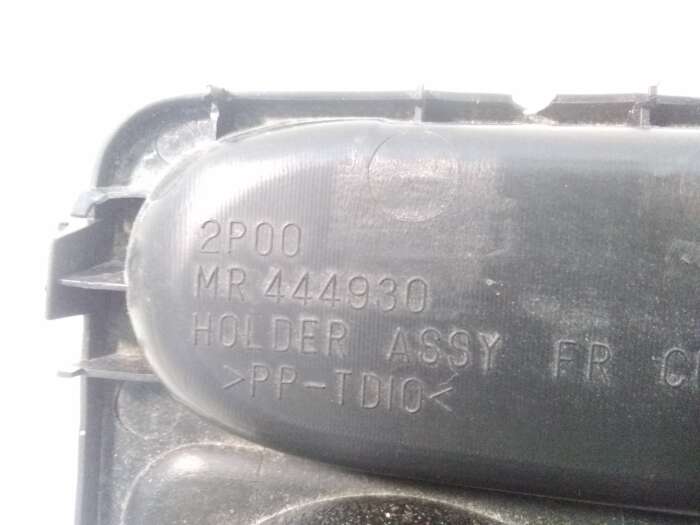 2P00
MR 444930
HOLDER ASSY FR
>PP-TD10<